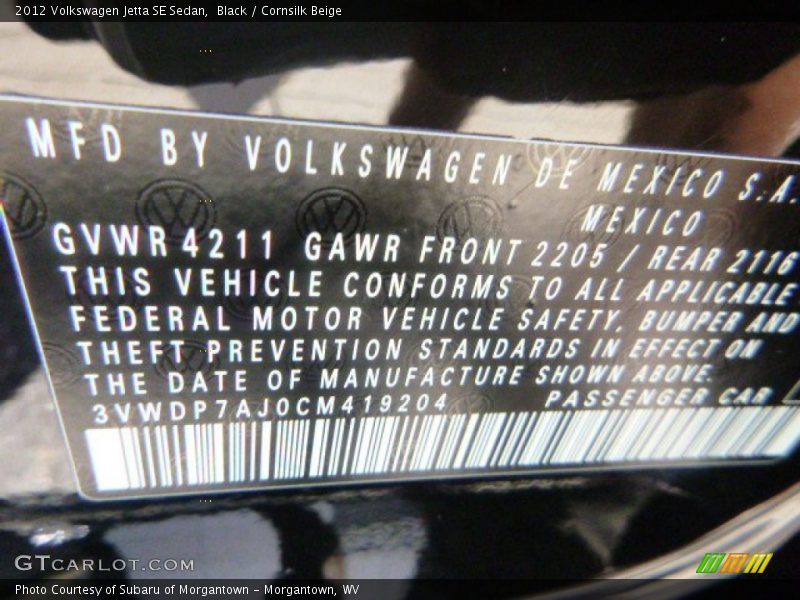 2012 Volkswagen Jetta SE Sedan,  Black / Cornsilk Beige
MFD BY VOLKSWAGEN DE MEXICO S.A.
MEXICO
GVWR 4211 GAWR FRONT 2205 / REAR 2116
THIS VEHICLE CONFORMS TO ALL APPLICABLE
FEDERAL MOTOR VEHICLE SAFETY, BUMPER AND
THEFT PREVENTION STANDARDS IN EFFECT ON
THE DATE OF MANUFACTURE SHOWN ABOVE.
3VWDP7AJ0CM419204 PASSENGER CAR
GTCARLOT.COM
Photo Courtesy of Subaru of Morgantown - Morgantown, WV